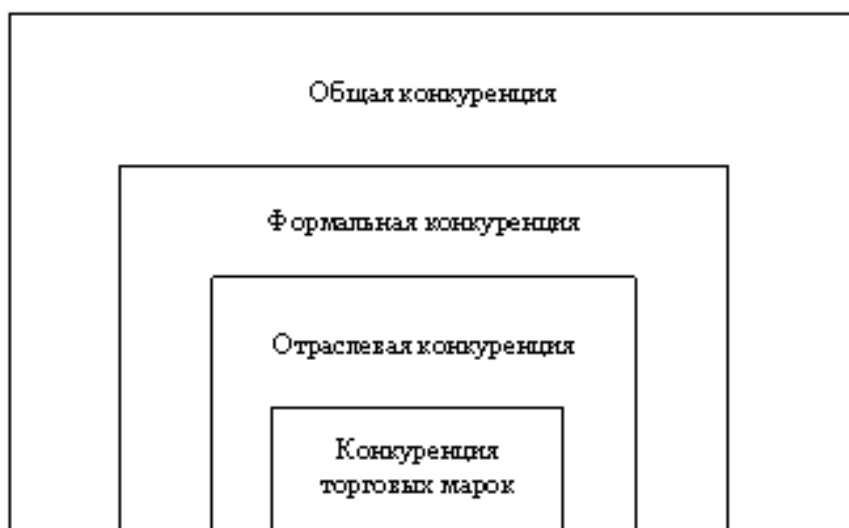 Общая конкуренция
Формальная конкуренция
Отраслевая конкуренция
Конкуренция
торговых марок